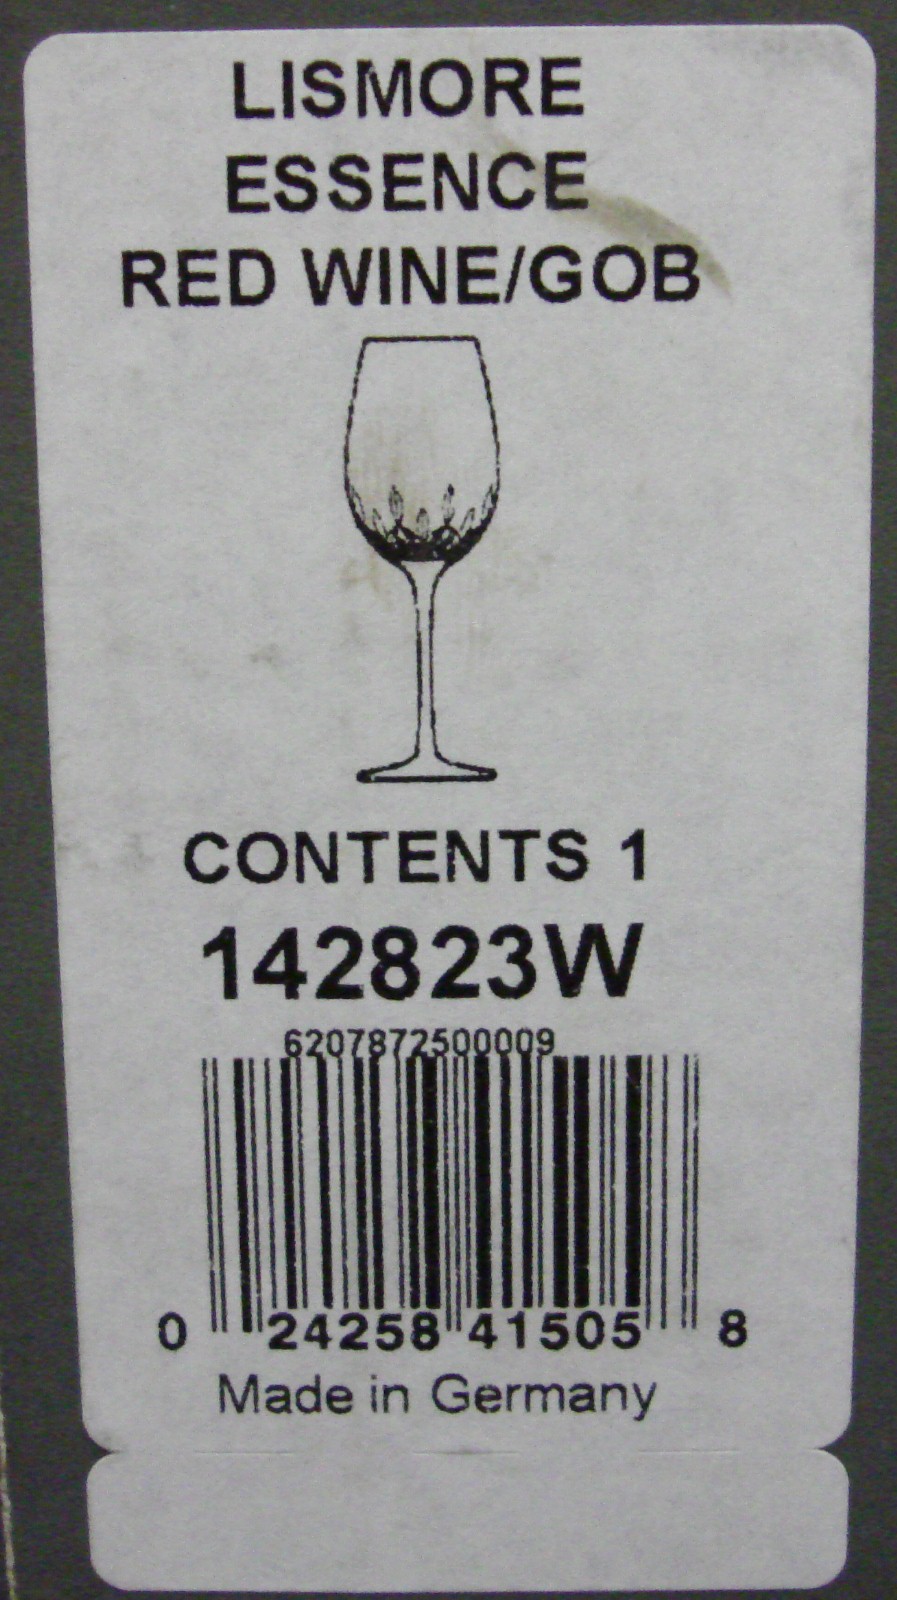 LISMORE
ESSENCE
RED WINE/GOB
CONTENTS 1
142823W
6207872500009
0 24258 41505 8
Made in Germany